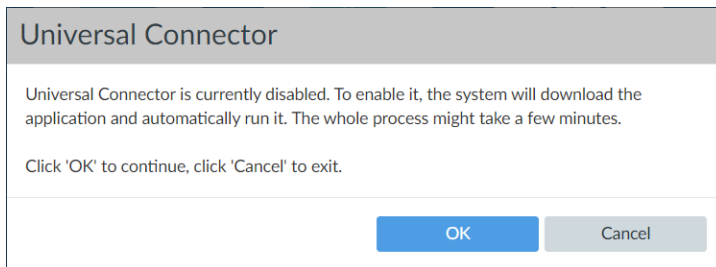 Universal Connector
Universal Connector is currently disabled. To enable it, the system will download the
application and automatically run it. The whole process might take a few minutes.
Click 'OK' to continue, click 'Cancel' to exit.
OK
Cancel